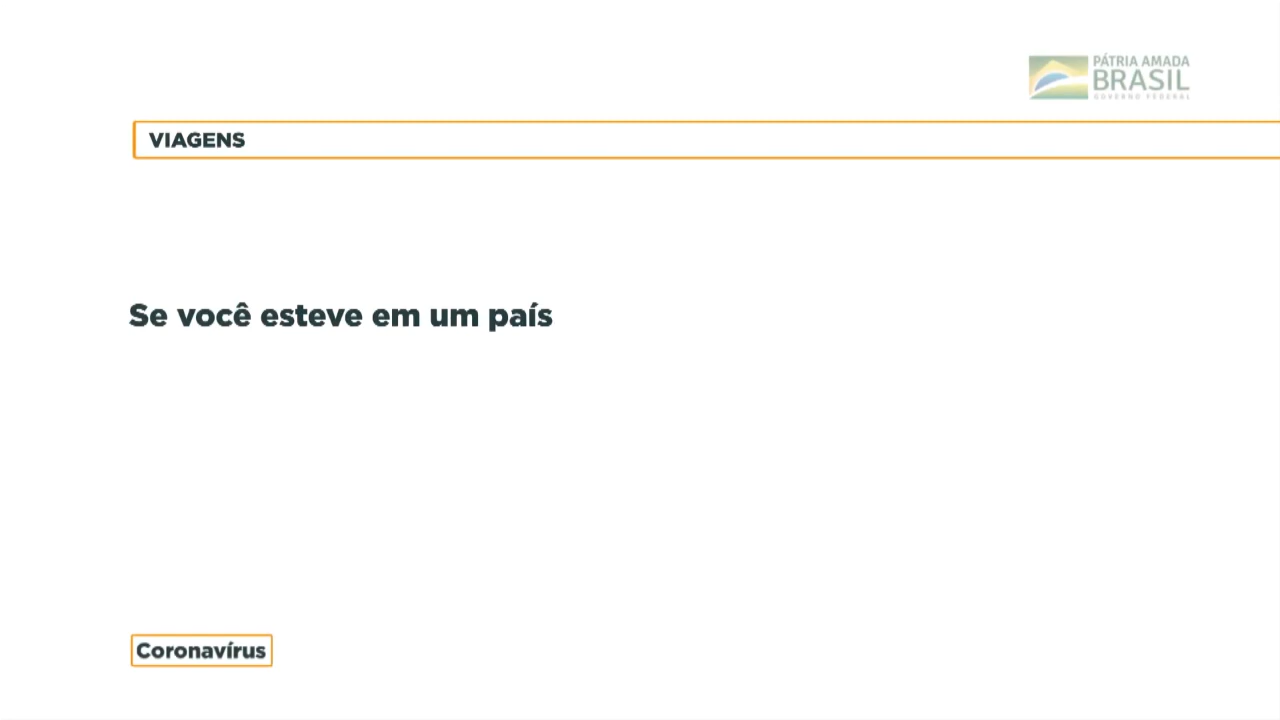 PÁTRIA AMADA
BRASIL
GOVERNO FEDERAL
VIAGENS
Se você esteve em um país
Coronavírus